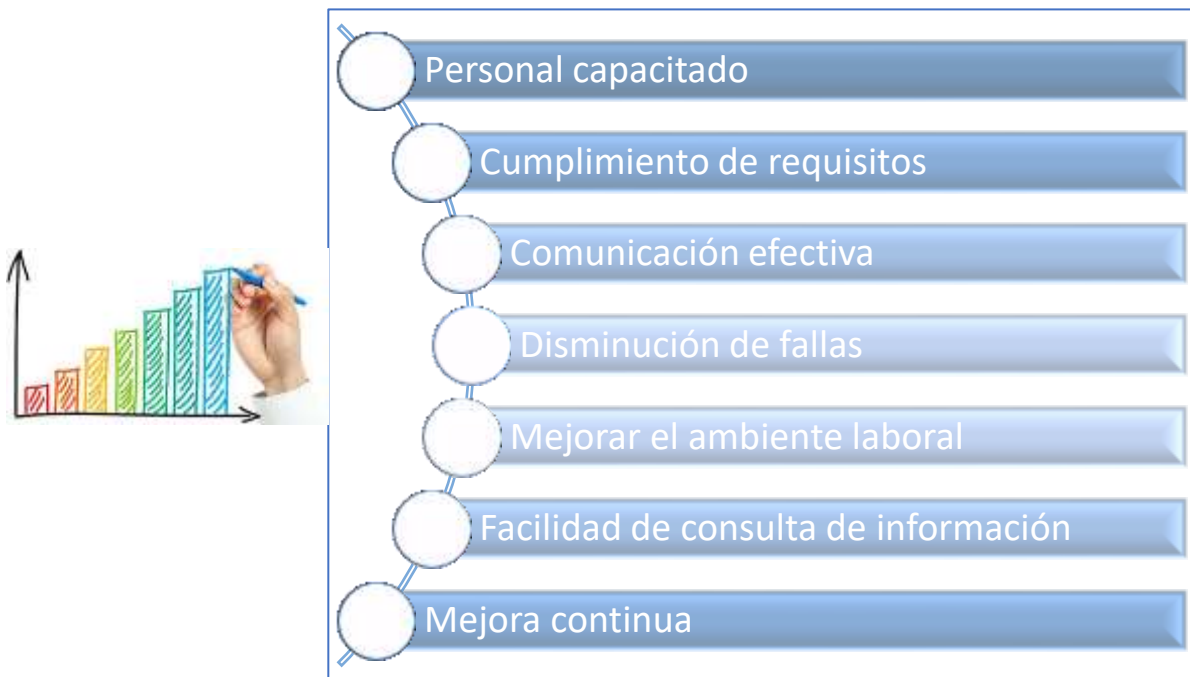 Personal capacitado
Cumplimiento de requisitos
Comunicación efectiva
Disminución de fallas
Mejorar el ambiente laboral
Facilidad de consulta de información
Mejora continua